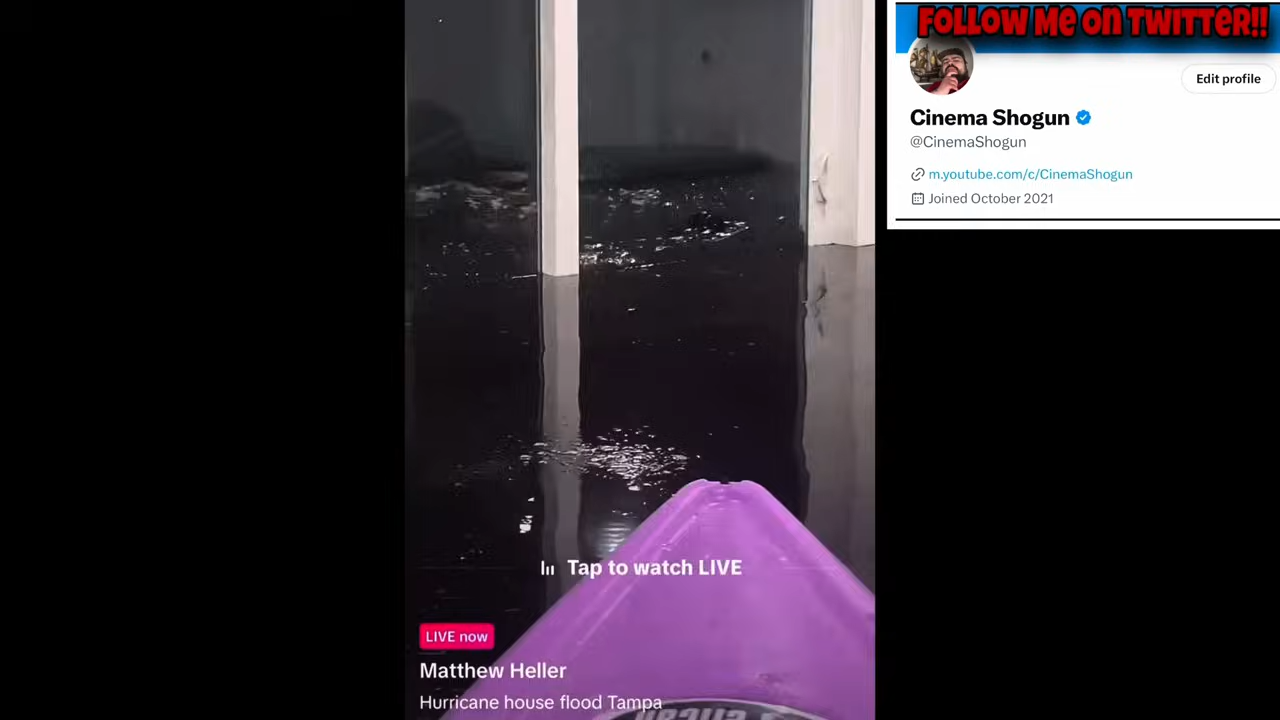 FOLLOW ME ON TWITTER!!
Edit profile
Cinema Shogun
@CinemaShogun
m.youtube.com/c/CinemaShogun
Joined October 2021
Tap to watch LIVE
LIVE now
Matthew Heller
Hurricane house flood Tampa